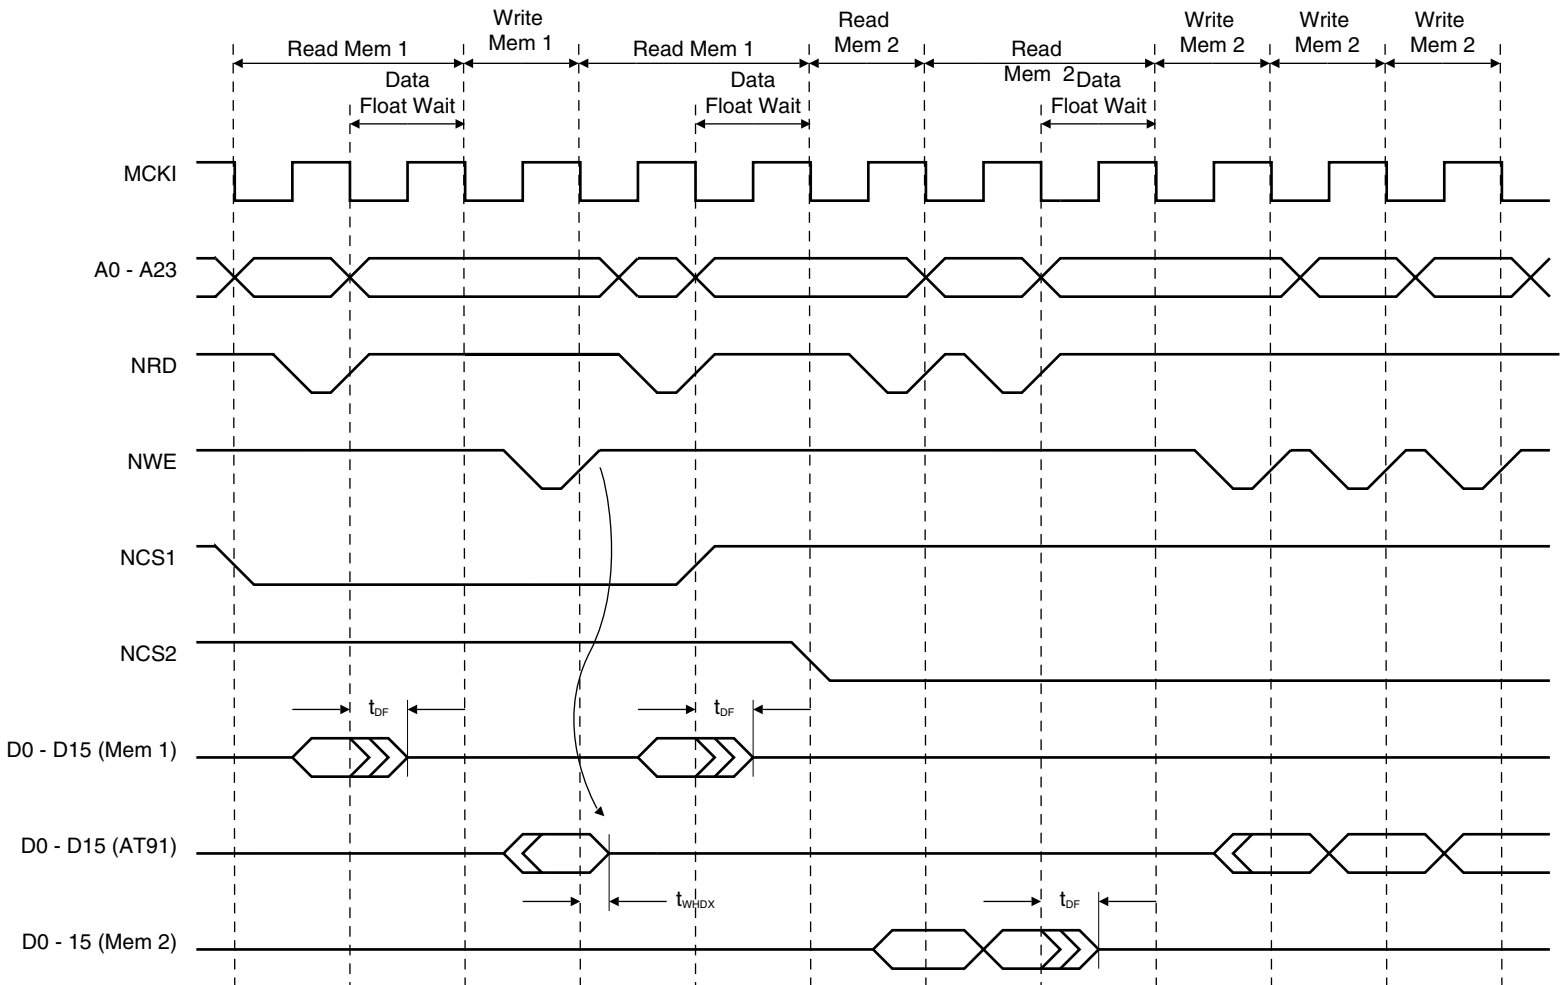 Write
Mem 1
Read
Mem 2
Write
Mem 2
Write
Mem 2
Write
Mem 2
Read Mem 1
Read Mem 1
Read
Mem 2
Data
Float Wait
Data
Float Wait
Data
Float Wait
MCKI
A0 - A23
NRD
NWE
NCS1
NCS2
tDF
tDF
D0 - D15 (Mem 1)
D0 - D15 (AT91)
tWHDX
tDF
D0 - 15 (Mem 2)